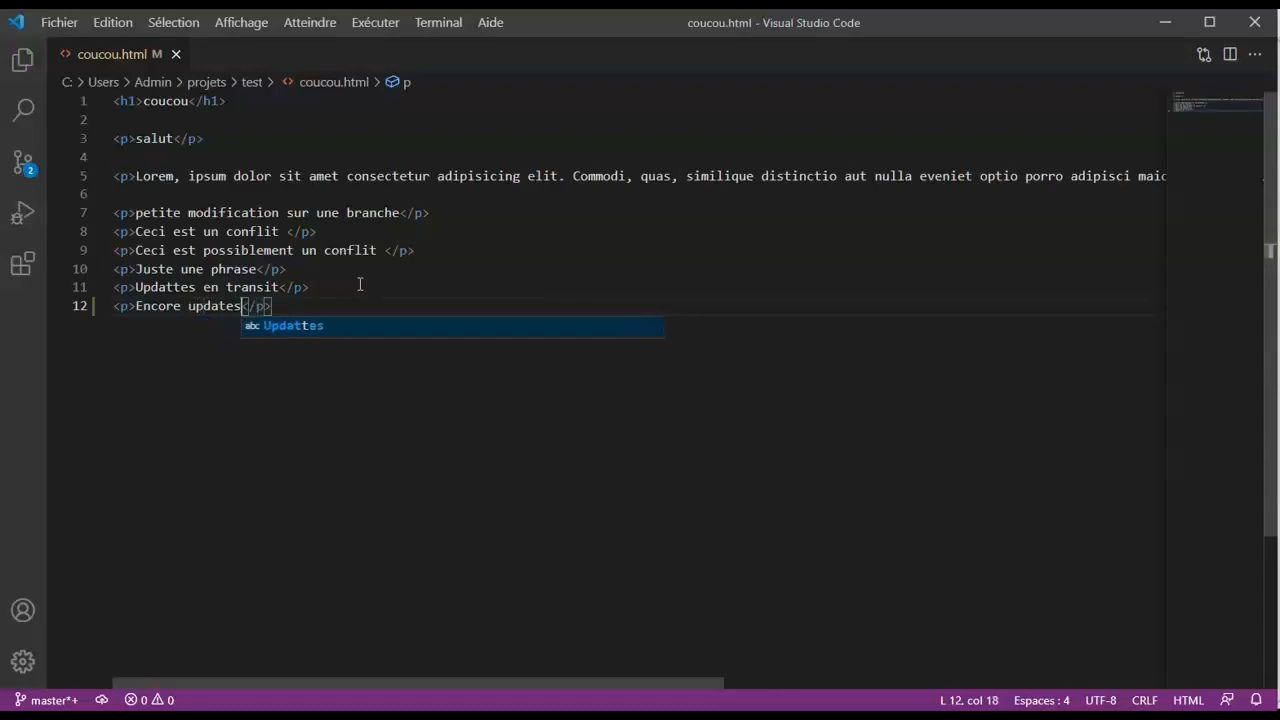 Fichier Edition Sélection Affichage Atteindre Exécuter Terminal Aide coucou.html - Visual Studio Code
coucou.html M
C: > Users > Admin > projets > test > coucou.html > p
1 <h1>coucou</h1>
2
3 <p>salut</p>
4
5 <p>Lorem, ipsum dolor sit amet consectetur adipisicing elit. Commodi, quas, similique distinctio aut nulla eveniet optio porro adipisci maio
6
7 <p>petite modification sur une branche</p>
8 <p>Ceci est un conflit </p>
9 <p>Ceci est possiblement un conflit </p>
10 <p>Juste une phrase</p>
11 <p>Updattes en transit</p>
12 <p>Encore updates</p>
abc Updattes
2
master*+ 0 0 L 12, col 18 Espaces : 4 UTF-8 CRLF HTML